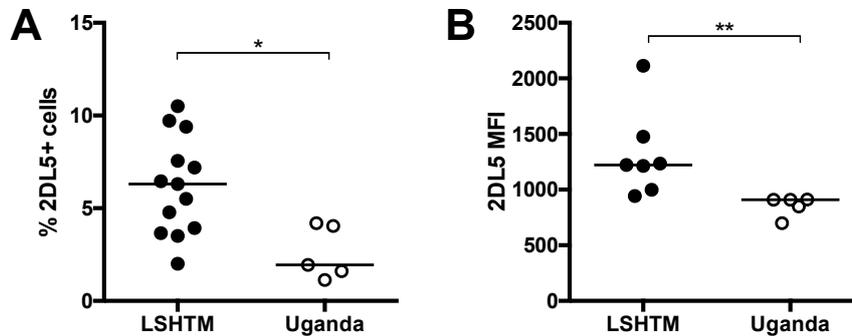 A
% 2DL5+ cells
15
10
5
0
*
LSHTM
Uganda
B
2DL5 MFI
2500
2000
1500
1000
500
0
**
LSHTM
Uganda